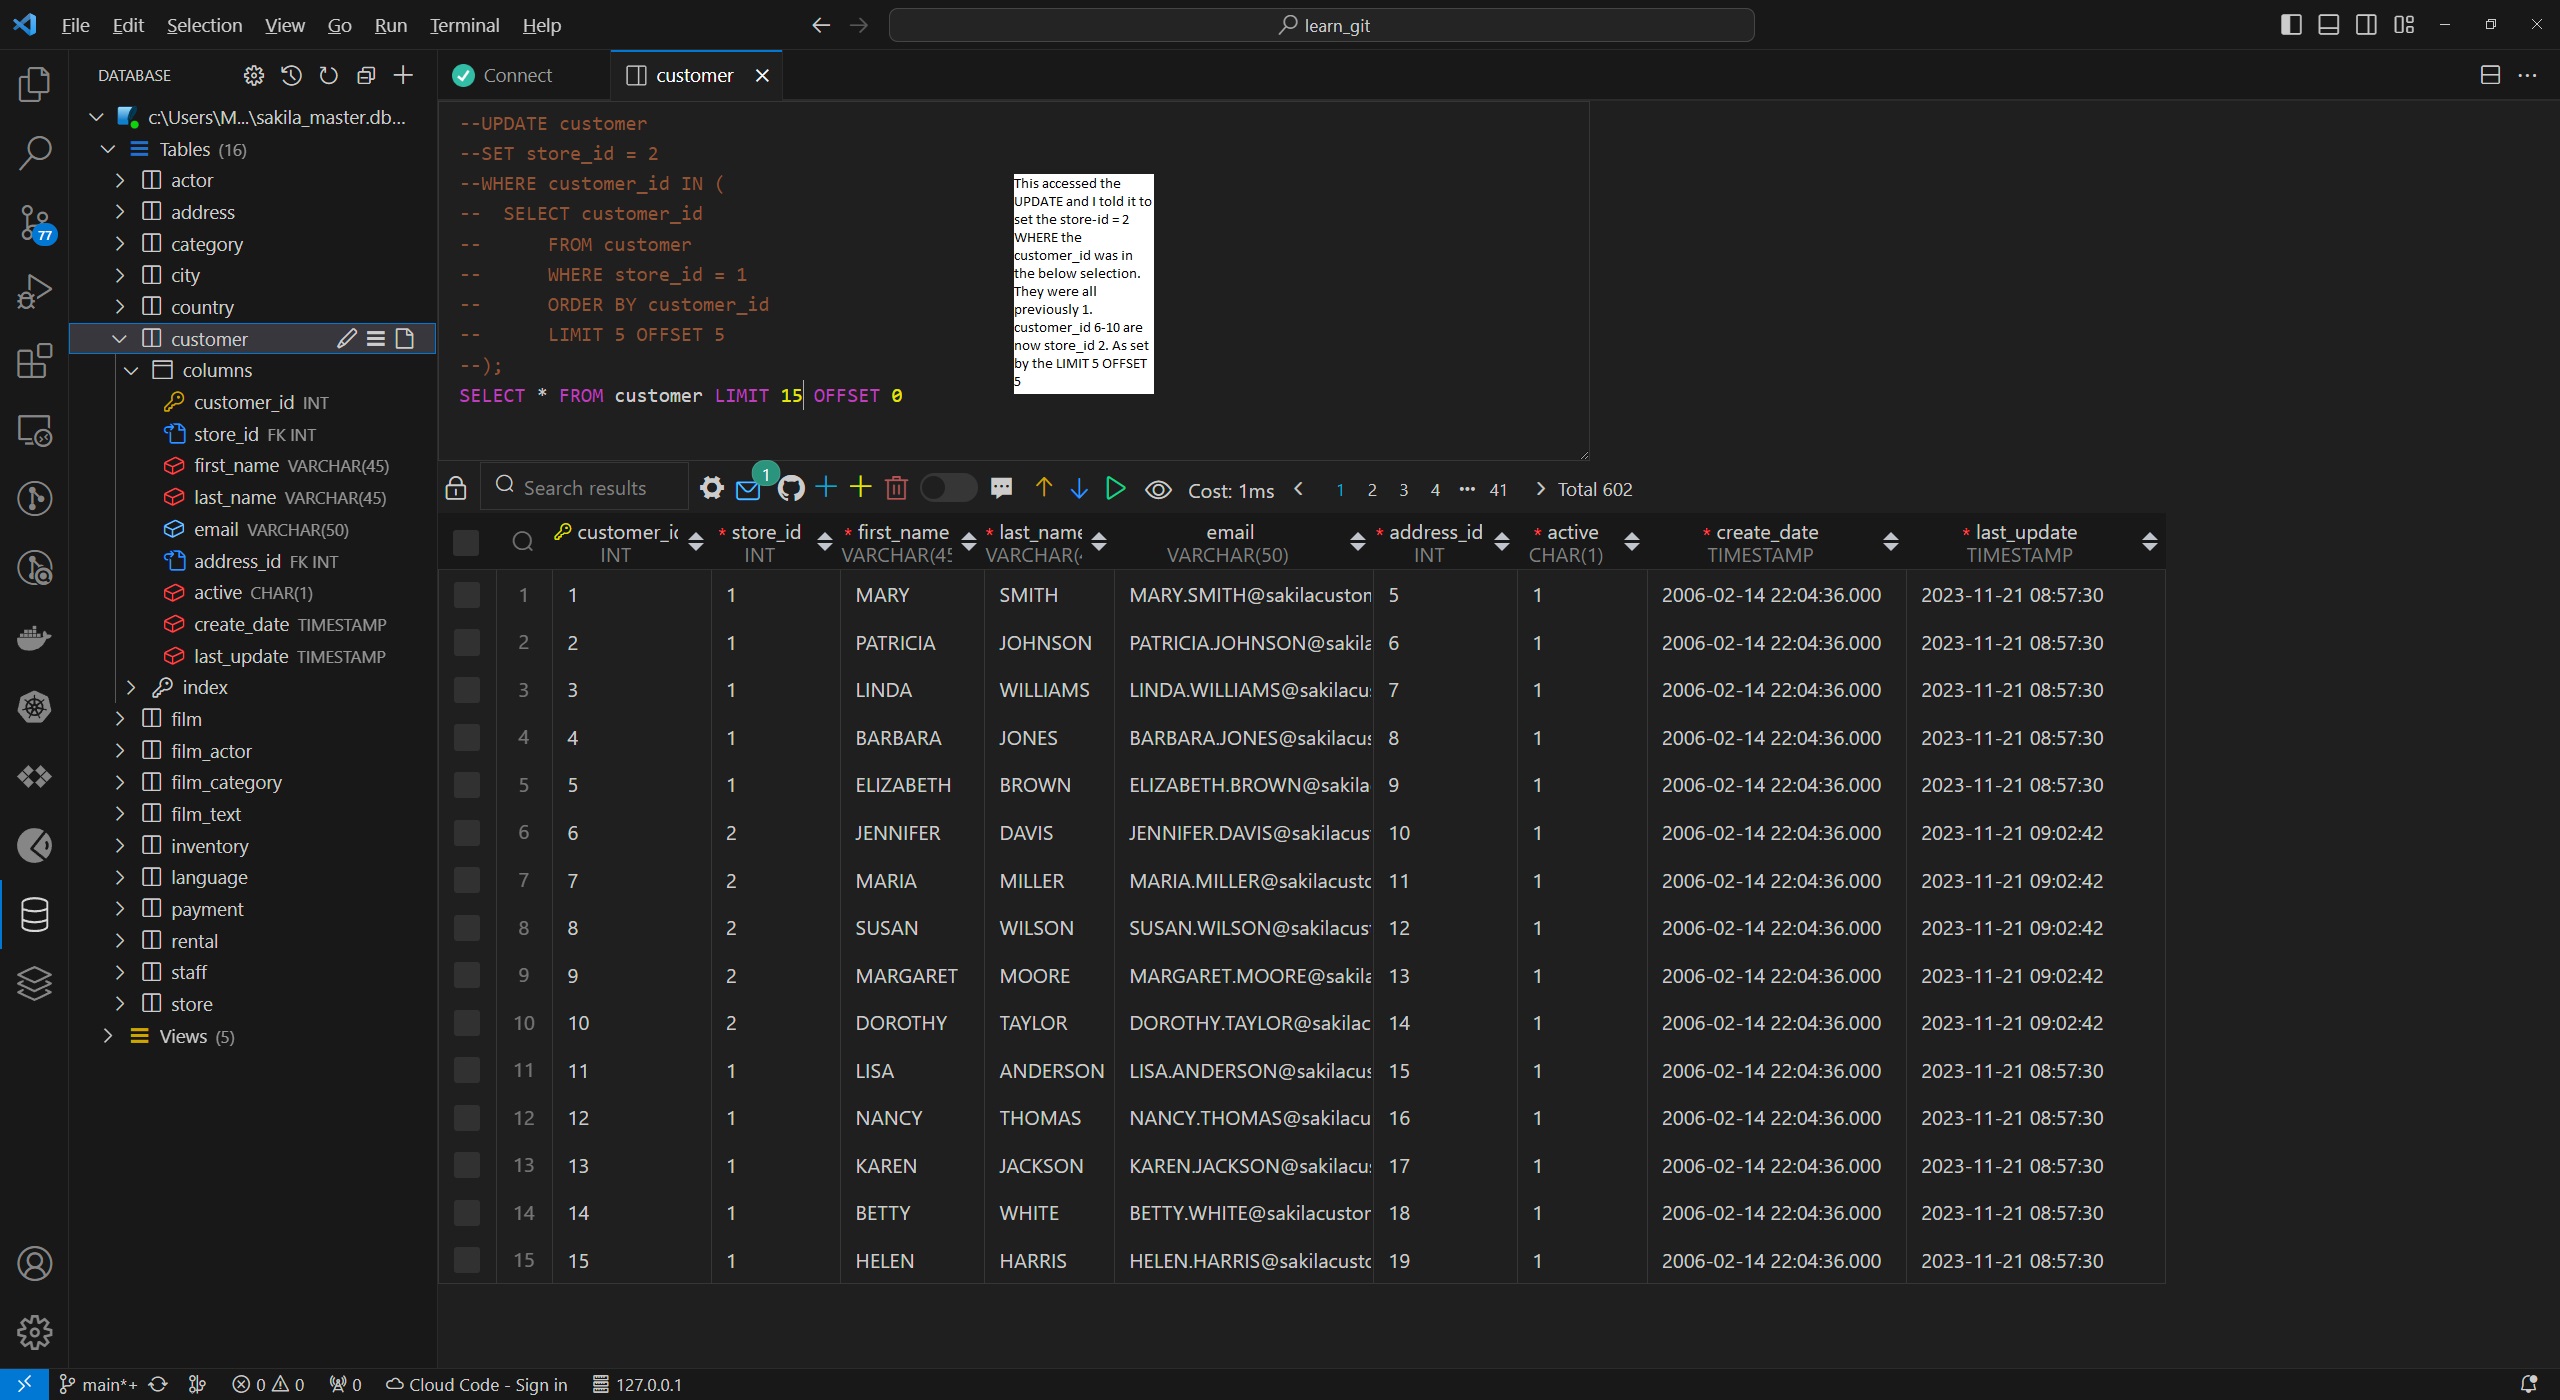 File Edit Selection View Go Run Terminal Help
learn_git
DATABASE
c:\Users\M...\sakila_master.db...
Tables (16)
actor
address
category
city
country
customer
columns
customer_id INT
store_id FK INT
first_name VARCHAR(45)
last_name VARCHAR(45)
email VARCHAR(50)
address_id FK INT
active CHAR(1)
create_date TIMESTAMP
last_update TIMESTAMP
index
film
film_actor
film_category
film_text
inventory
language
payment
rental
staff
store
Views (5)
77
Connect
customer
--UPDATE customer
--SET store_id = 2
--WHERE customer_id IN (
-- SELECT customer_id
-- FROM customer
-- WHERE store_id = 1
-- ORDER BY customer_id
-- LIMIT 5 OFFSET 5
--);
SELECT * FROM customer LIMIT 15 OFFSET 0
This accessed the
UPDATE and I told it to
set the store-id = 2
WHERE the
customer_id was in
the below selection.
They were all
previously 1.
customer_id 6-10 are
now store_id 2. As set
by the LIMIT 5 OFFSET
5
Search results 1 Cost: 1ms < 1 2 3 4 ••• 41 > Total 602
customer_ic * store_id * first_name * last_name email * address_id * active * create_date * last_update
INT INT VARCHAR(45 VARCHAR(4 VARCHAR(50) INT CHAR(1) TIMESTAMP TIMESTAMP
1 1 1 MARY SMITH MARY.SMITH@sakilacustom 5 1 2006-02-14 22:04:36.000 2023-11-21 08:57:30
2 2 1 PATRICIA JOHNSON PATRICIA.JOHNSON@sakila 6 1 2006-02-14 22:04:36.000 2023-11-21 08:57:30
3 3 1 LINDA WILLIAMS LINDA.WILLIAMS@sakilacus 7 1 2006-02-14 22:04:36.000 2023-11-21 08:57:30
4 4 1 BARBARA JONES BARBARA.JONES@sakilacus 8 1 2006-02-14 22:04:36.000 2023-11-21 08:57:30
5 5 1 ELIZABETH BROWN ELIZABETH.BROWN@sakila 9 1 2006-02-14 22:04:36.000 2023-11-21 08:57:30
6 6 2 JENNIFER DAVIS JENNIFER.DAVIS@sakilacus 10 1 2006-02-14 22:04:36.000 2023-11-21 09:02:42
7 7 2 MARIA MILLER MARIA.MILLER@sakilacustc 11 1 2006-02-14 22:04:36.000 2023-11-21 09:02:42
8 8 2 SUSAN WILSON SUSAN.WILSON@sakilacus 12 1 2006-02-14 22:04:36.000 2023-11-21 09:02:42
9 9 2 MARGARET MOORE MARGARET.MOORE@sakila 13 1 2006-02-14 22:04:36.000 2023-11-21 09:02:42
10 10 2 DOROTHY TAYLOR DOROTHY.TAYLOR@sakilac 14 1 2006-02-14 22:04:36.000 2023-11-21 09:02:42
11 11 1 LISA ANDERSON LISA.ANDERSON@sakilacus 15 1 2006-02-14 22:04:36.000 2023-11-21 08:57:30
12 12 1 NANCY THOMAS NANCY.THOMAS@sakilacu 16 1 2006-02-14 22:04:36.000 2023-11-21 08:57:30
13 13 1 KAREN JACKSON KAREN.JACKSON@sakilacus 17 1 2006-02-14 22:04:36.000 2023-11-21 08:57:30
14 14 1 BETTY WHITE BETTY.WHITE@sakilacustor 18 1 2006-02-14 22:04:36.000 2023-11-21 08:57:30
15 15 1 HELEN HARRIS HELEN.HARRIS@sakilacustc 19 1 2006-02-14 22:04:36.000 2023-11-21 08:57:30
main*+ 0 0 0 Cloud Code - Sign in 127.0.0.1